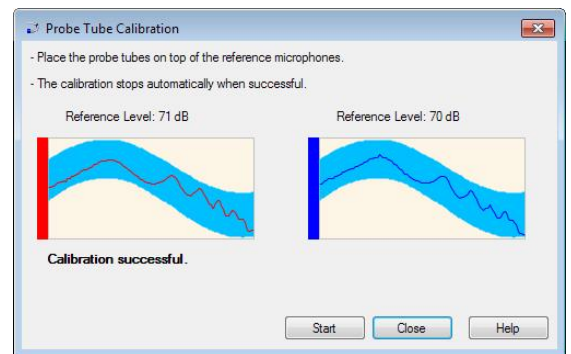 Probe Tube Calibration
- Place the probe tubes on top of the reference microphones.
- The calibration stops automatically when successful.
Reference Level: 71 dB
Reference Level: 70 dB
Calibration successful.
Start
Close
Help